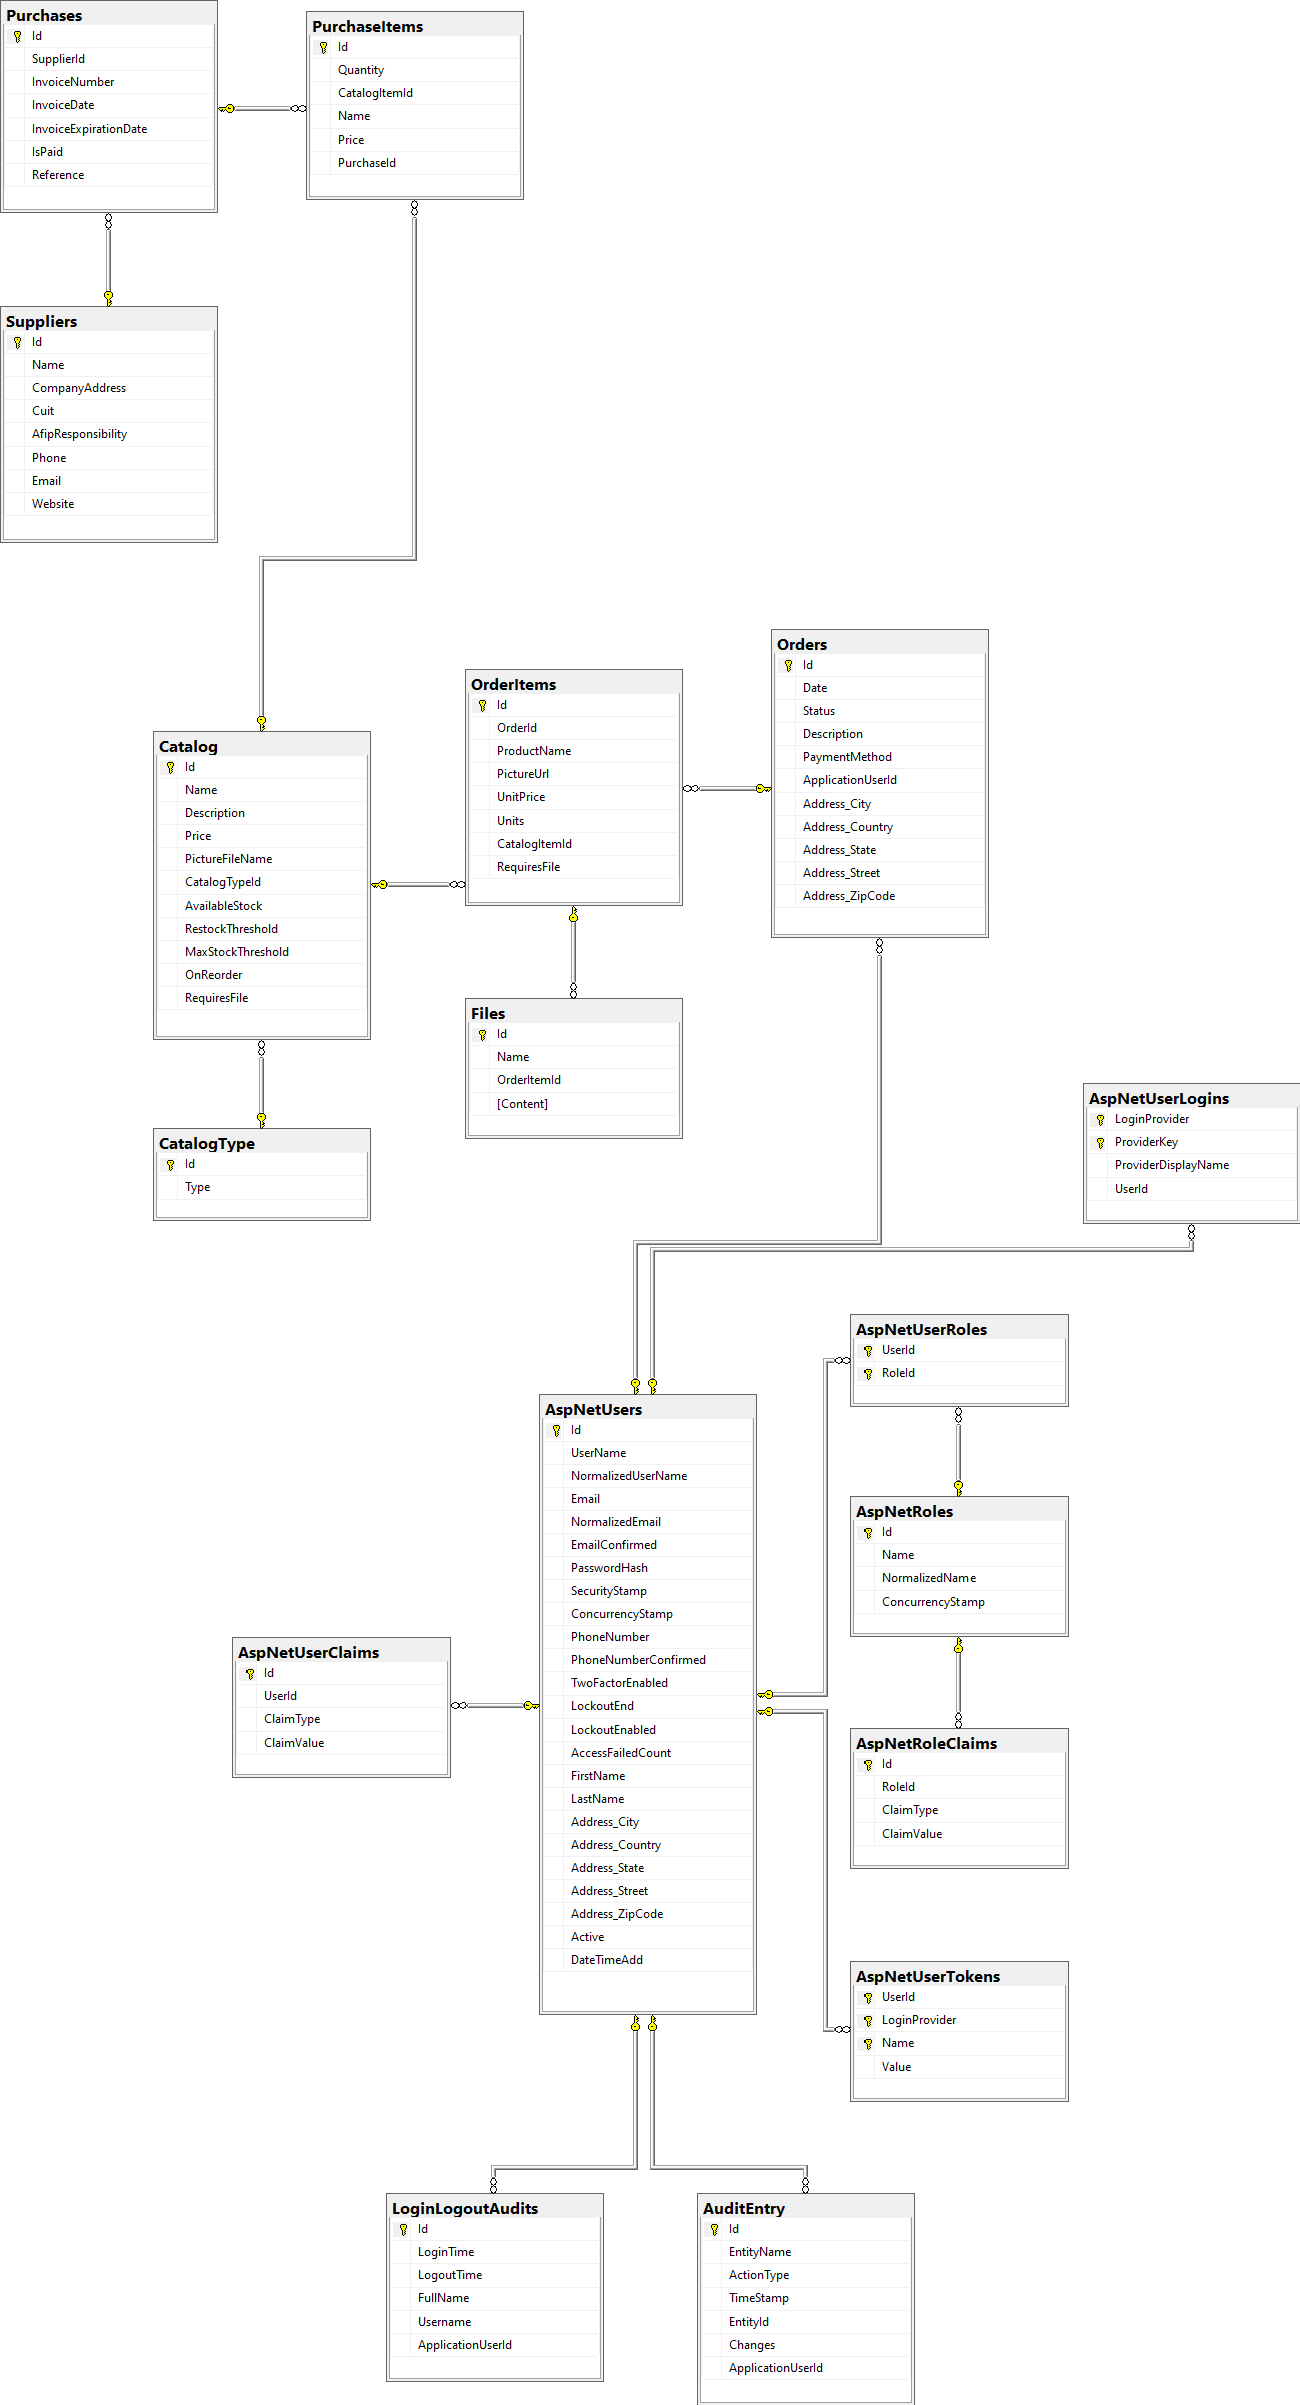 Purchases
Id
SupplierId
InvoiceNumber
InvoiceDate
InvoiceExpirationDate
IsPaid
Reference
PurchaseItems
Id
Quantity
CatalogItemId
Name
Price
PurchaseId
Suppliers
Id
Name
CompanyAddress
Cuit
AfipResponsibility
Phone
Email
Website
Orders
Id
Date
Status
Description
PaymentMethod
ApplicationUserId
Address_City
Address_Country
Address_State
Address_Street
Address_ZipCode
OrderItems
Id
OrderId
ProductName
PictureUrl
UnitPrice
Units
CatalogItemId
RequiresFile
Catalog
Id
Name
Description
Price
PictureFileName
CatalogTypeId
AvailableStock
RestockThreshold
MaxStockThreshold
OnReorder
RequiresFile
Files
Id
Name
OrderItemId
[Content]
CatalogType
Id
Type
AspNetUserLogins
LoginProvider
ProviderKey
ProviderDisplayName
UserId
AspNetUserRoles
UserId
RoleId
AspNetUsers
Id
UserName
NormalizedUserName
Email
NormalizedEmail
EmailConfirmed
PasswordHash
SecurityStamp
ConcurrencyStamp
PhoneNumber
PhoneNumberConfirmed
TwoFactorEnabled
LockoutEnd
LockoutEnabled
AccessFailedCount
FirstName
LastName
Address_City
Address_Country
Address_State
Address_Street
Address_ZipCode
Active
DateTimeAdd
AspNetRoles
Id
Name
NormalizedName
ConcurrencyStamp
AspNetUserClaims
Id
UserId
ClaimType
ClaimValue
AspNetRoleClaims
Id
RoleId
ClaimType
ClaimValue
AspNetUserTokens
UserId
LoginProvider
Name
Value
LoginLogoutAudits
Id
LoginTime
LogoutTime
FullName
Username
ApplicationUserId
AuditEntry
Id
EntityName
ActionType
TimeStamp
EntityId
Changes
ApplicationUserId